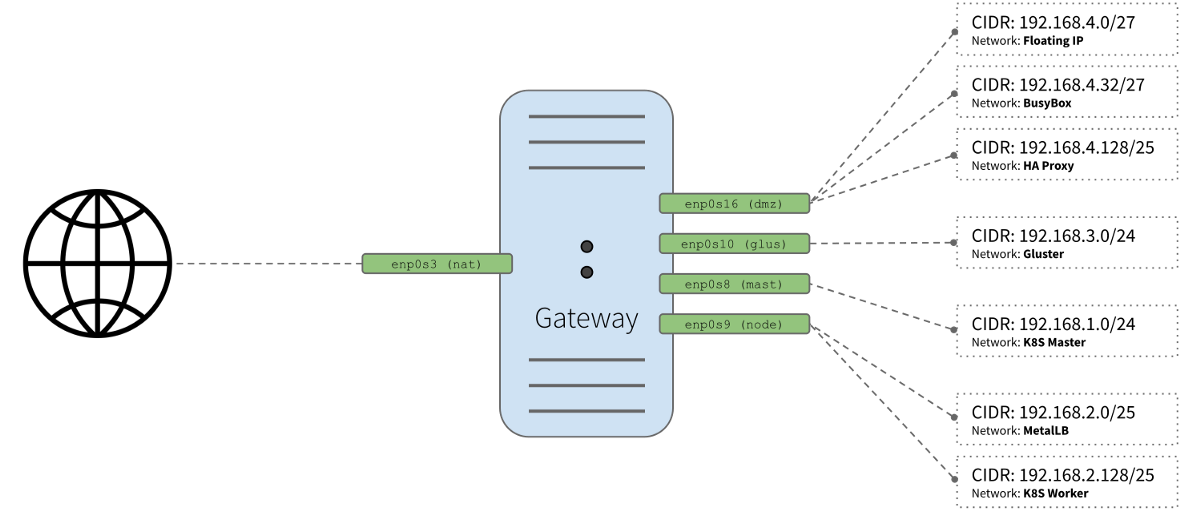 CIDR: 192.168.4.0/27
Network: Floating IP
CIDR: 192.168.4.32/27
Network: BusyBox
CIDR: 192.168.4.128/25
Network: HA Proxy
enp0s16 (dmz)
enp0s10 (glus)
CIDR: 192.168.3.0/24
Network: Gluster
enp0s3 (nat)
enp0s8 (mast)
Gateway
enp0s9 (node)
CIDR: 192.168.1.0/24
Network: K8S Master
CIDR: 192.168.2.0/25
Network: MetalLB
CIDR: 192.168.2.128/25
Network: K8S Worker